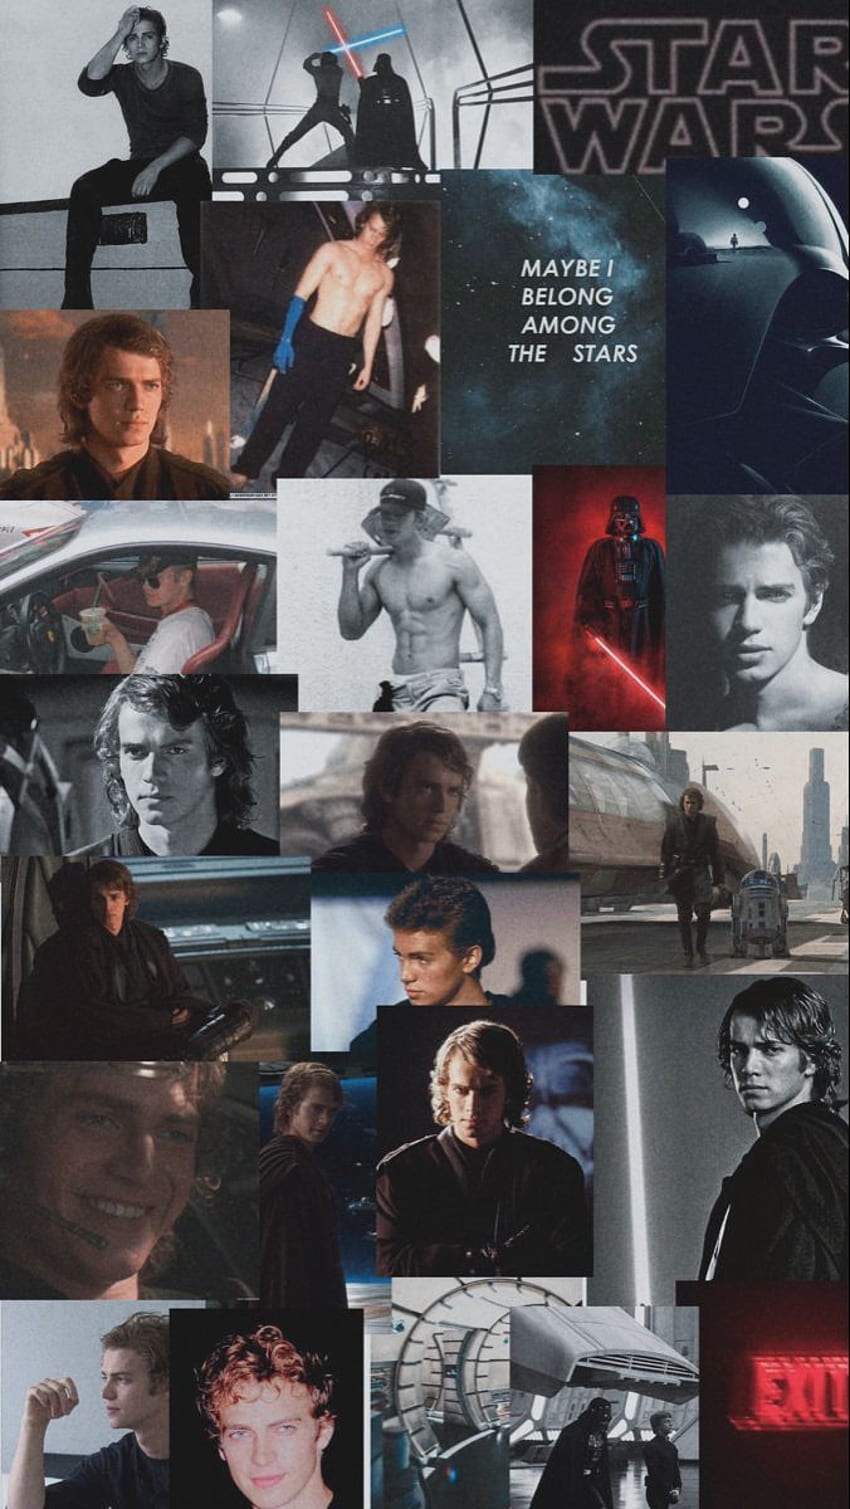 STAR
WARS
MAYBE I
BELONG
AMONG
THE STARS
EXIT